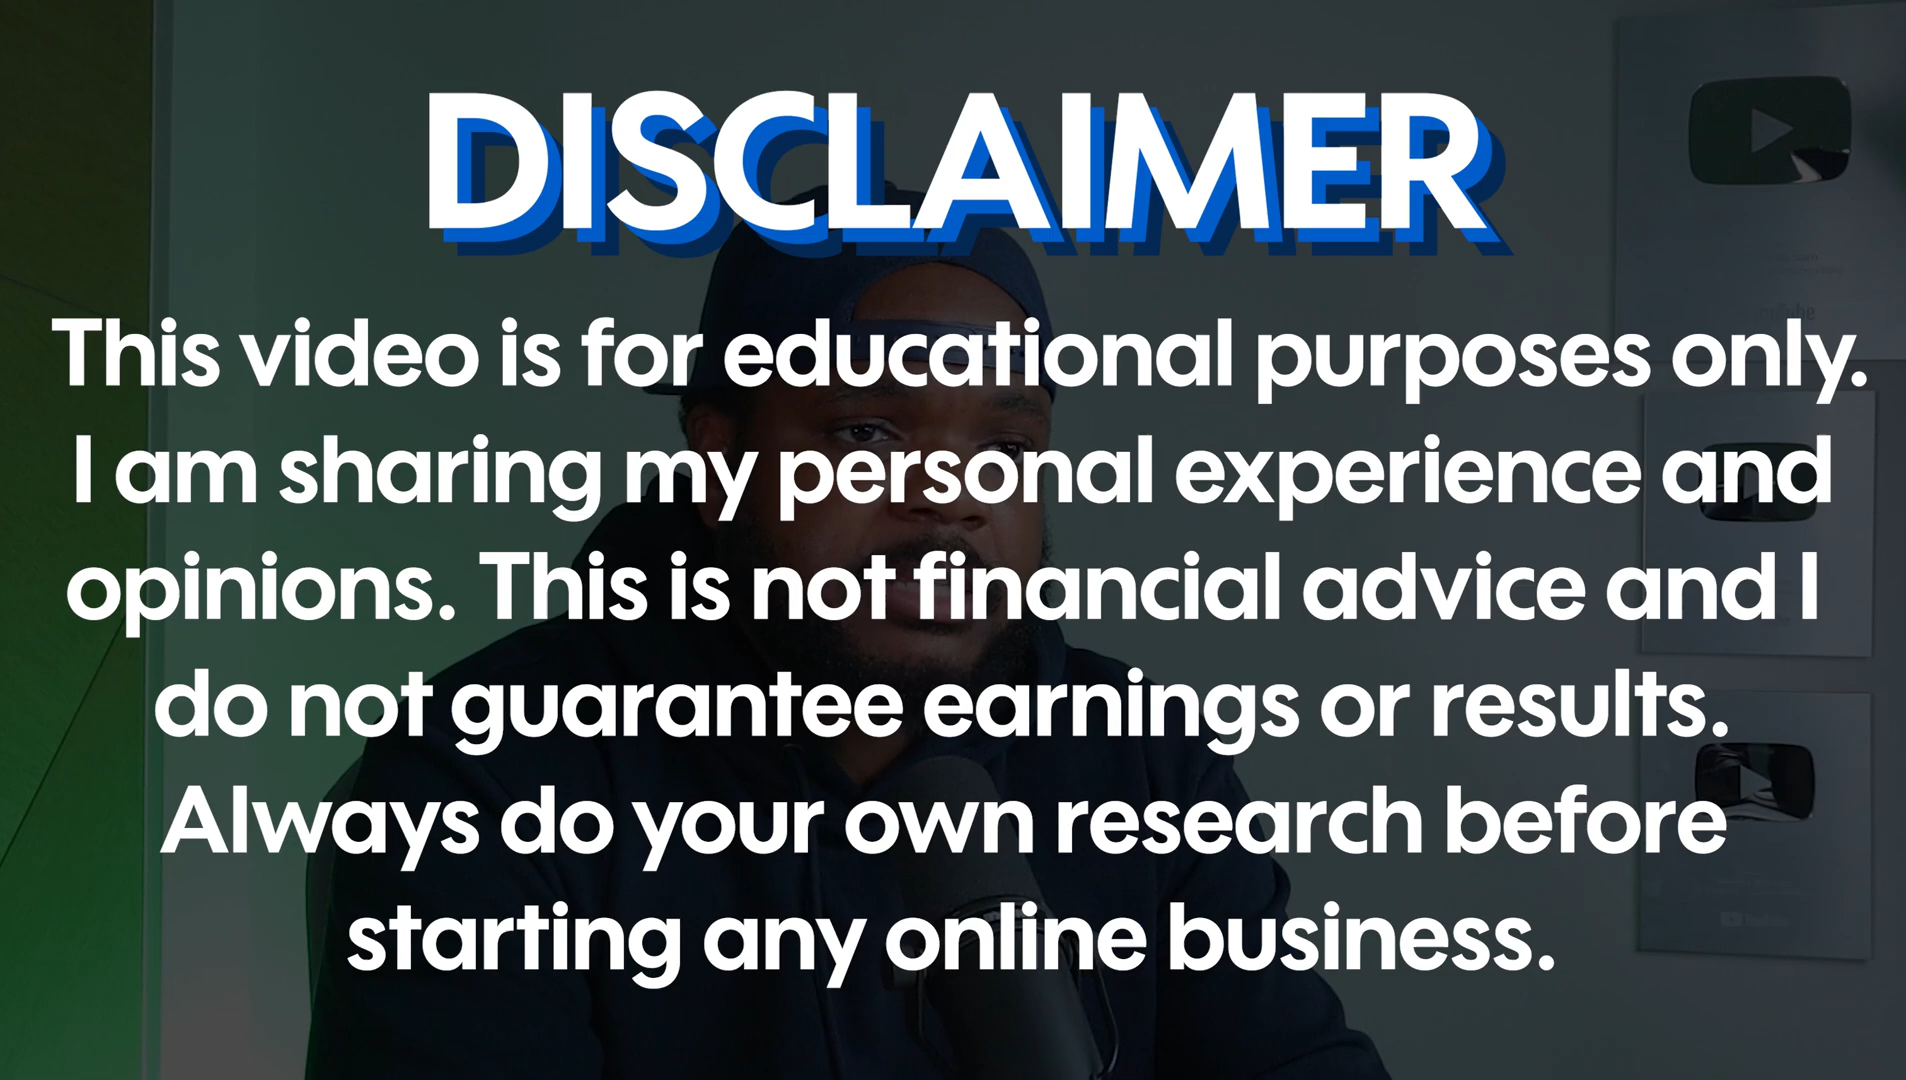 DISCLAIMER
This video is for educational purposes only.
I am sharing my personal experience and
opinions. This is not financial advice and I
do not guarantee earnings or results.
Always do your own research before
starting any online business.